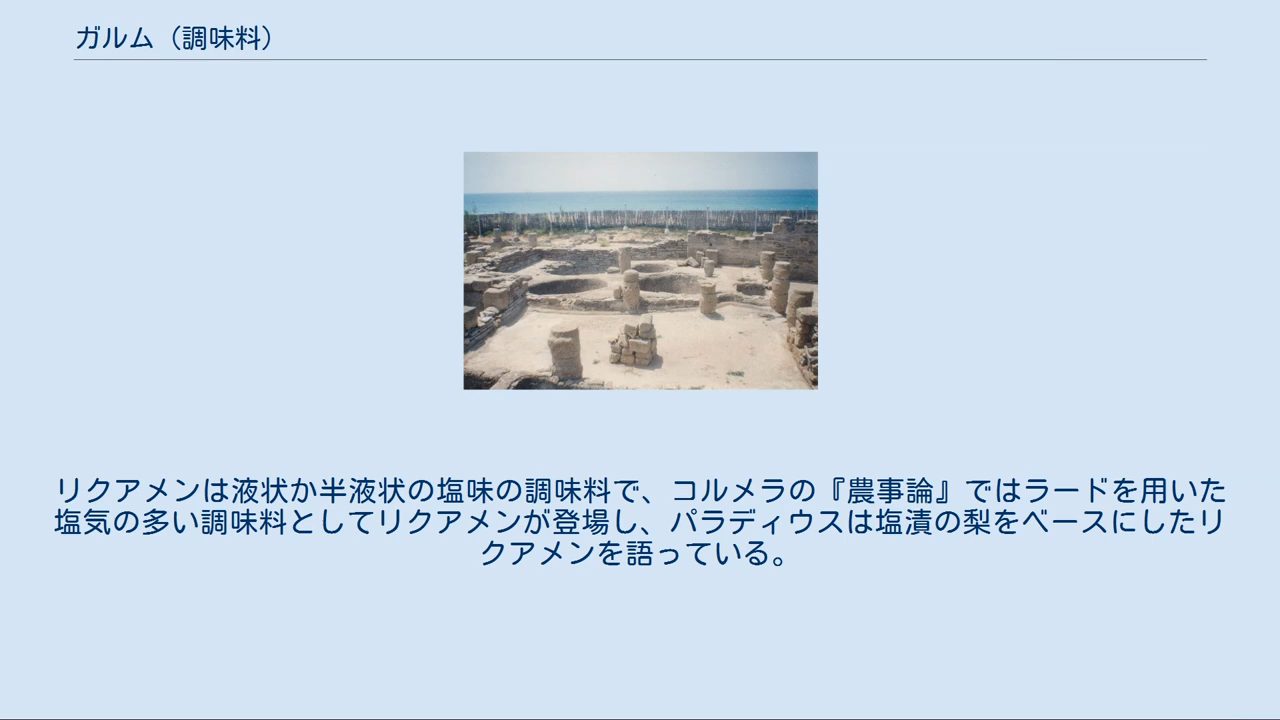 ガルム（調味料）
リクアメンは液状か半液状の塩味の調味料で、コルメラの『農事論』ではラードを用いた
塩気の多い調味料としてリクアメンが登場し、パラディウスは塩漬の梨をベースにしたリ
クアメンを語っている。